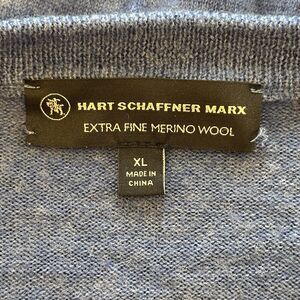 HART SCHAFFNER MARX
EXTRA FINE MERINO WOOL
XL
MADE IN
CHINA